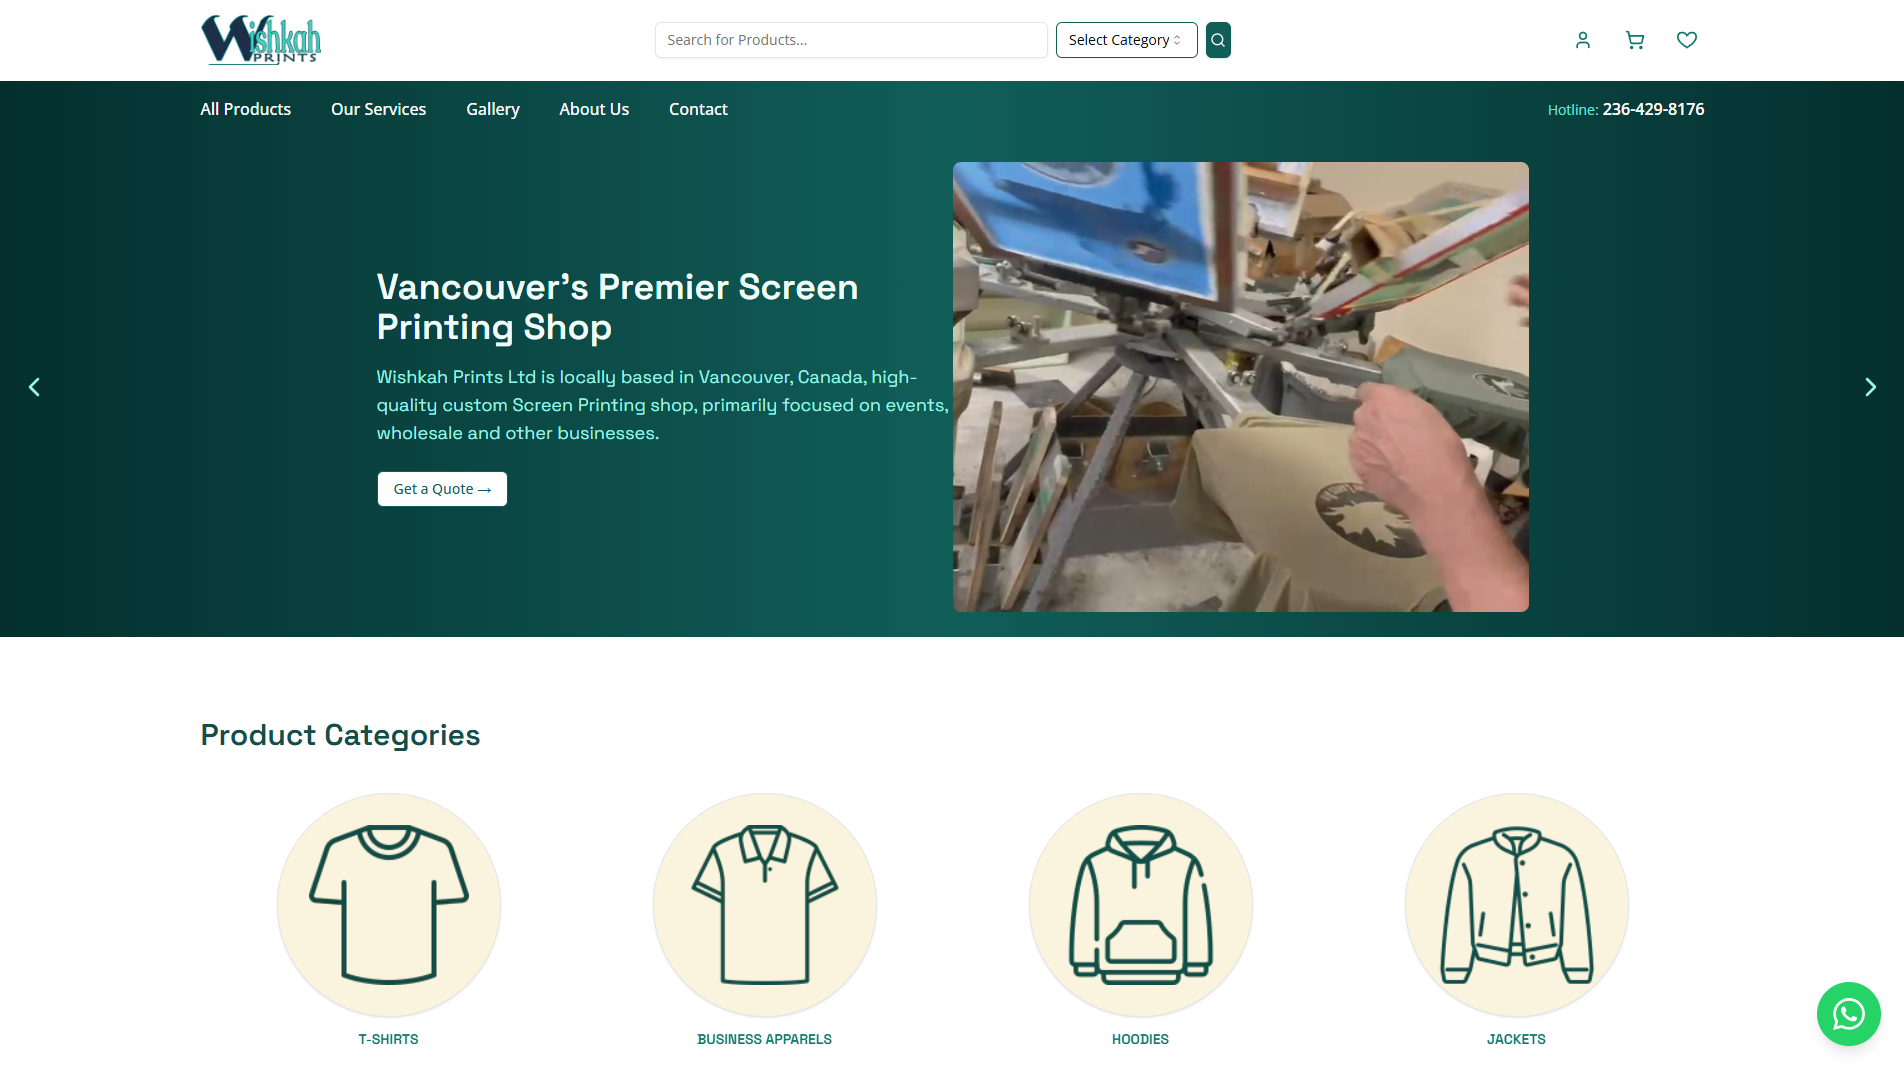 Wishkah
PRINTS
Search for Products...
Select Category
All Products
Our Services
Gallery
About Us
Contact
Hotline: 236-429-8176
Vancouver's Premier Screen
Printing Shop
Wishkah Prints Ltd is locally based in Vancouver, Canada, high-
quality custom Screen Printing shop, primarily focused on events,
wholesale and other businesses.
Get a Quote →
Product Categories
T-SHIRTS
BUSINESS APPARELS
HOODIES
JACKETS